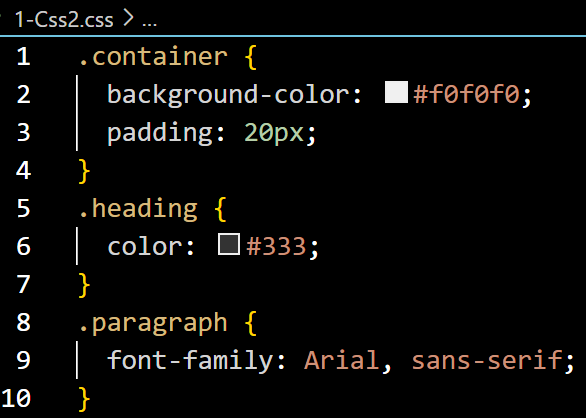 1-Css2.css > ...
1 .container {
2   background-color: #f0f0f0;
3   padding: 20px;
4 }
5 .heading {
6   color: #333;
7 }
8 .paragraph {
9   font-family: Arial, sans-serif;
10 }